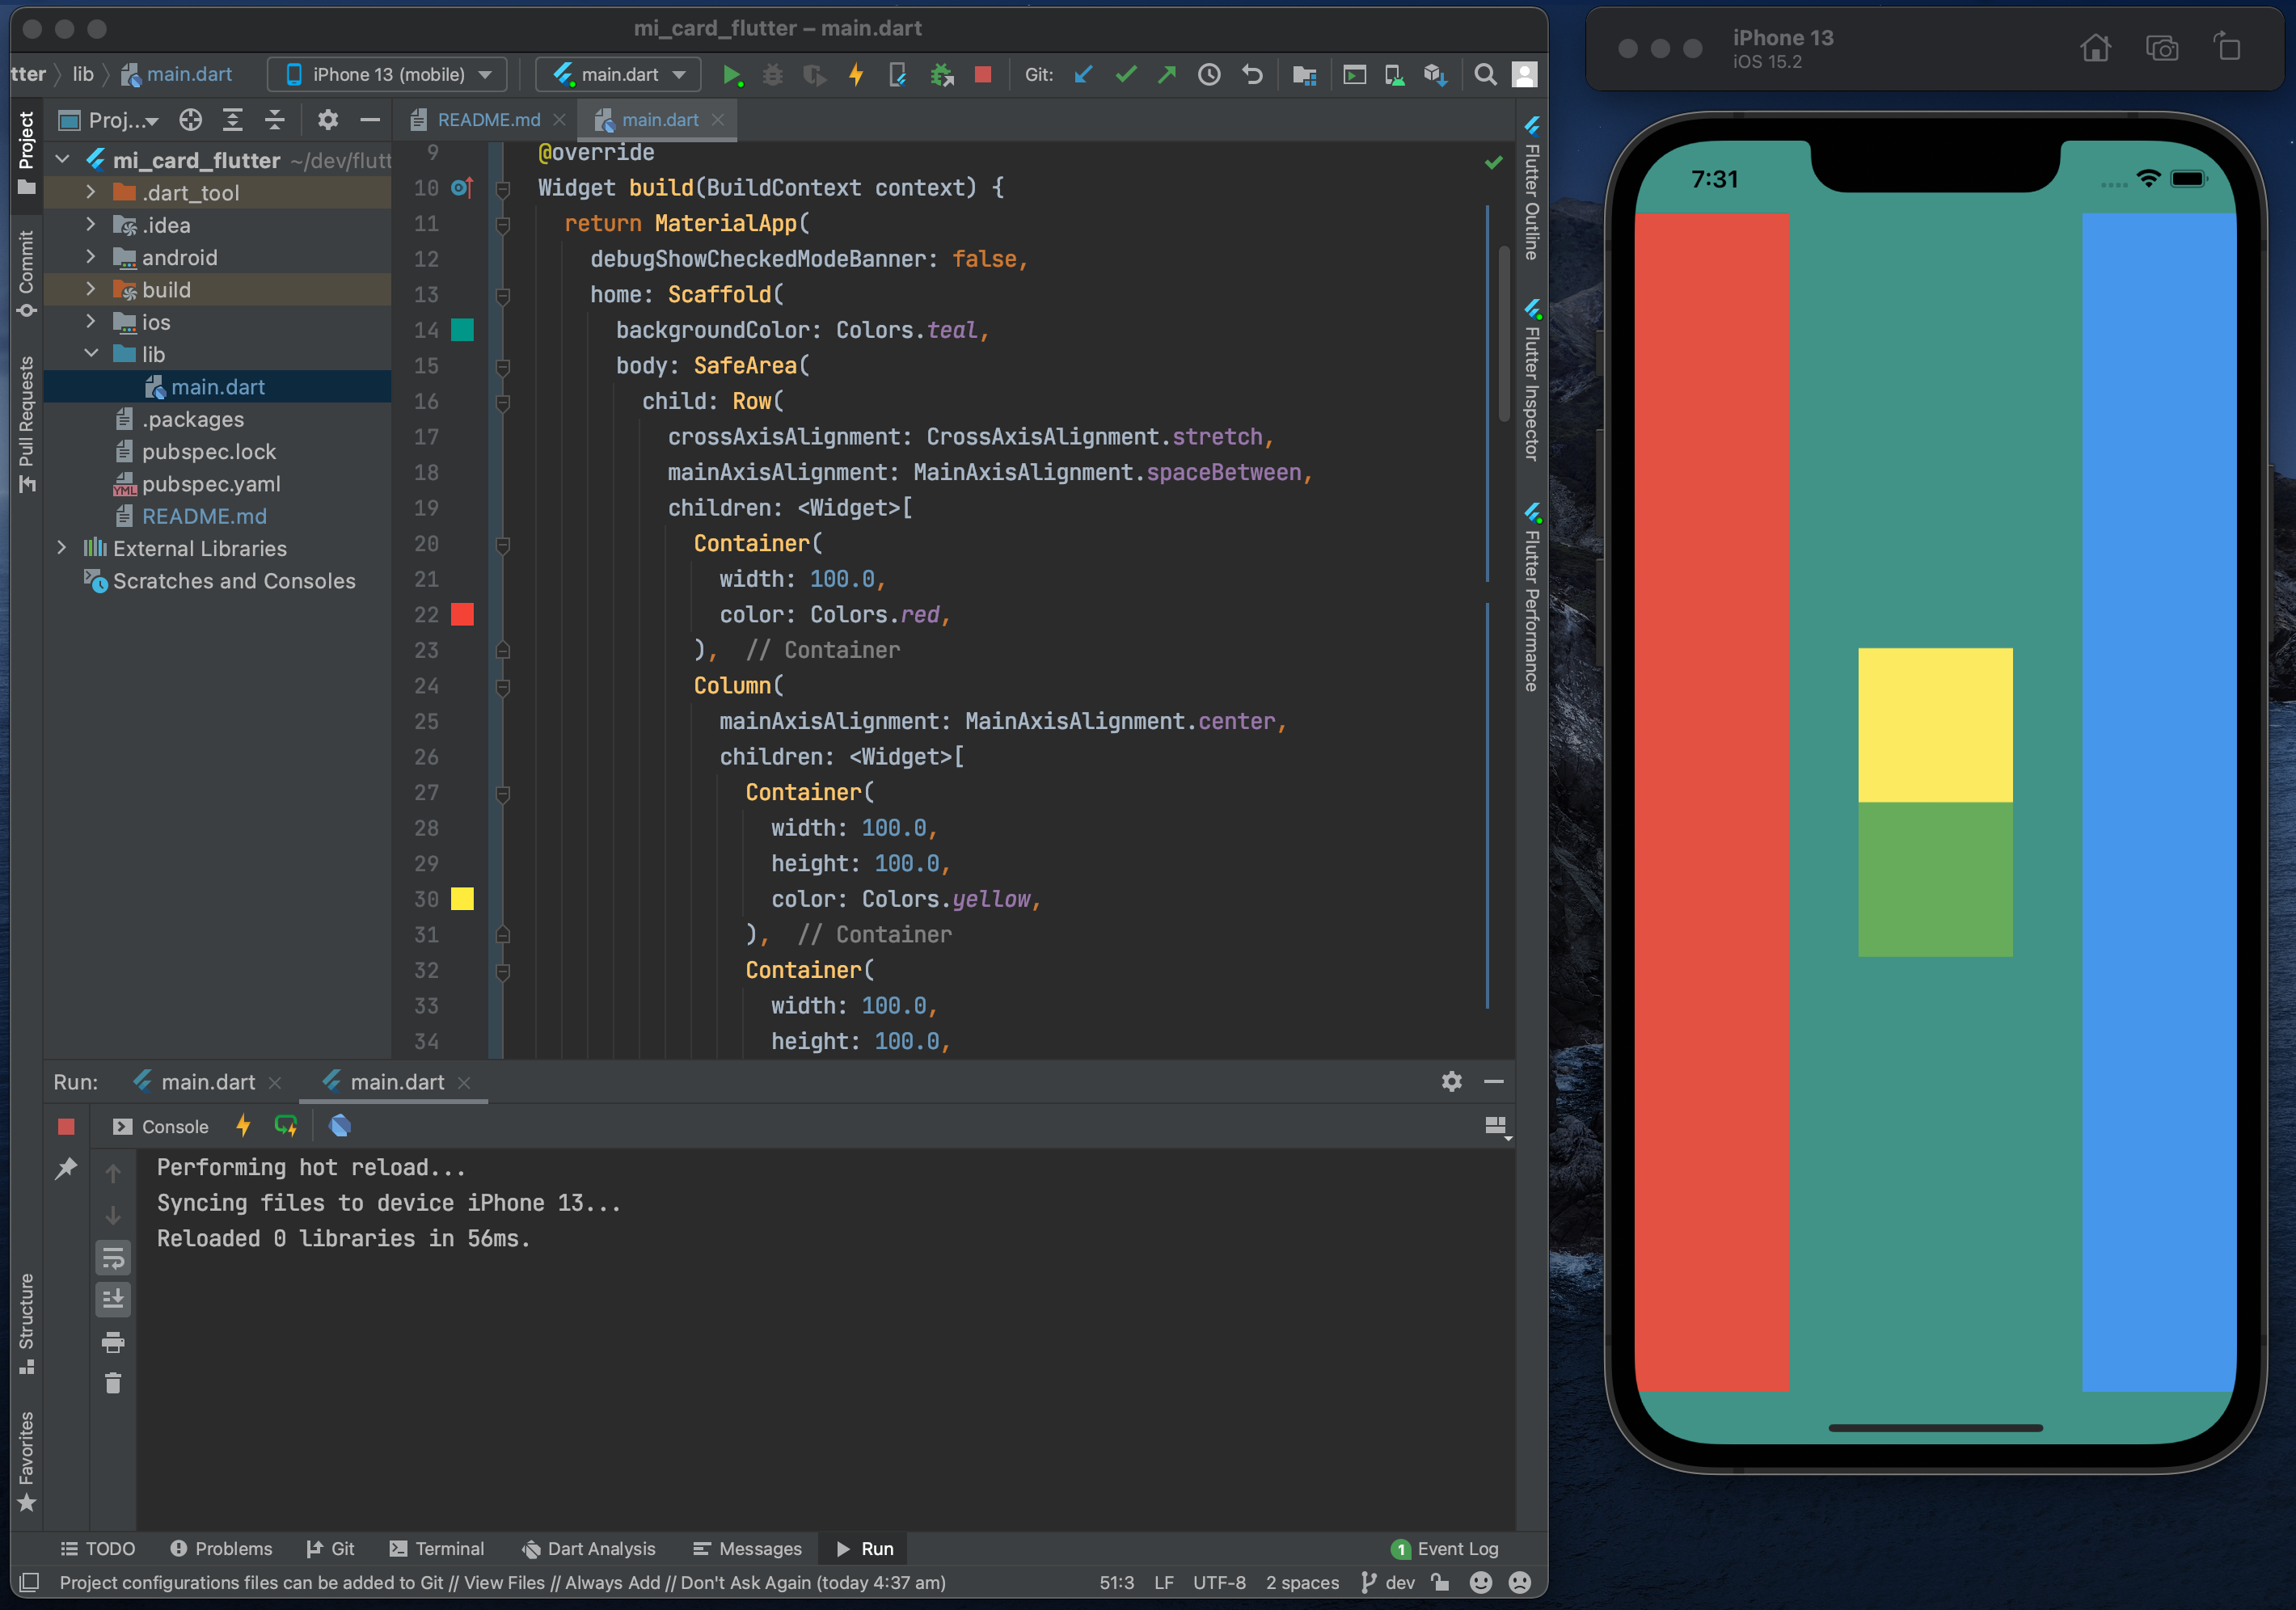 mi_card_flutter – main.dart
tter lib main.dart iPhone 13 (mobile) main.dart Git:
Project
Commit
Pull Requests
Structure
Favorites
Proj...
mi_card_flutter ~/dev/flutt
.dart_tool
.idea
android
build
ios
lib
main.dart
.packages
pubspec.lock
pubspec.yaml
README.md
External Libraries
Scratches and Consoles
README.md main.dart
9 @override
10 Widget build(BuildContext context) {
11 return MaterialApp(
12 debugShowCheckedModeBanner: false,
13 home: Scaffold(
14 backgroundColor: Colors.teal,
15 body: SafeArea(
16 child: Row(
17 crossAxisAlignment: CrossAxisAlignment.stretch,
18 mainAxisAlignment: MainAxisAlignment.spaceBetween,
19 children: <Widget>[
20 Container(
21 width: 100.0,
22 color: Colors.red,
23 ), // Container
24 Column(
25 mainAxisAlignment: MainAxisAlignment.center,
26 children: <Widget>[
27 Container(
28 width: 100.0,
29 height: 100.0,
30 color: Colors.yellow,
31 ), // Container
32 Container(
33 width: 100.0,
34 height: 100.0,
Flutter Outline
Flutter Inspector
Flutter Performance
Run: main.dart main.dart
Console
Performing hot reload...
Syncing files to device iPhone 13...
Reloaded 0 libraries in 56ms.
TODO Problems Git Terminal Dart Analysis Messages Run 1 Event Log
Project configurations files can be added to Git // View Files // Always Add // Don't Ask Again (today 4:37 am) 51:3 LF UTF-8 2 spaces dev
iPhone 13
iOS 15.2
7:31